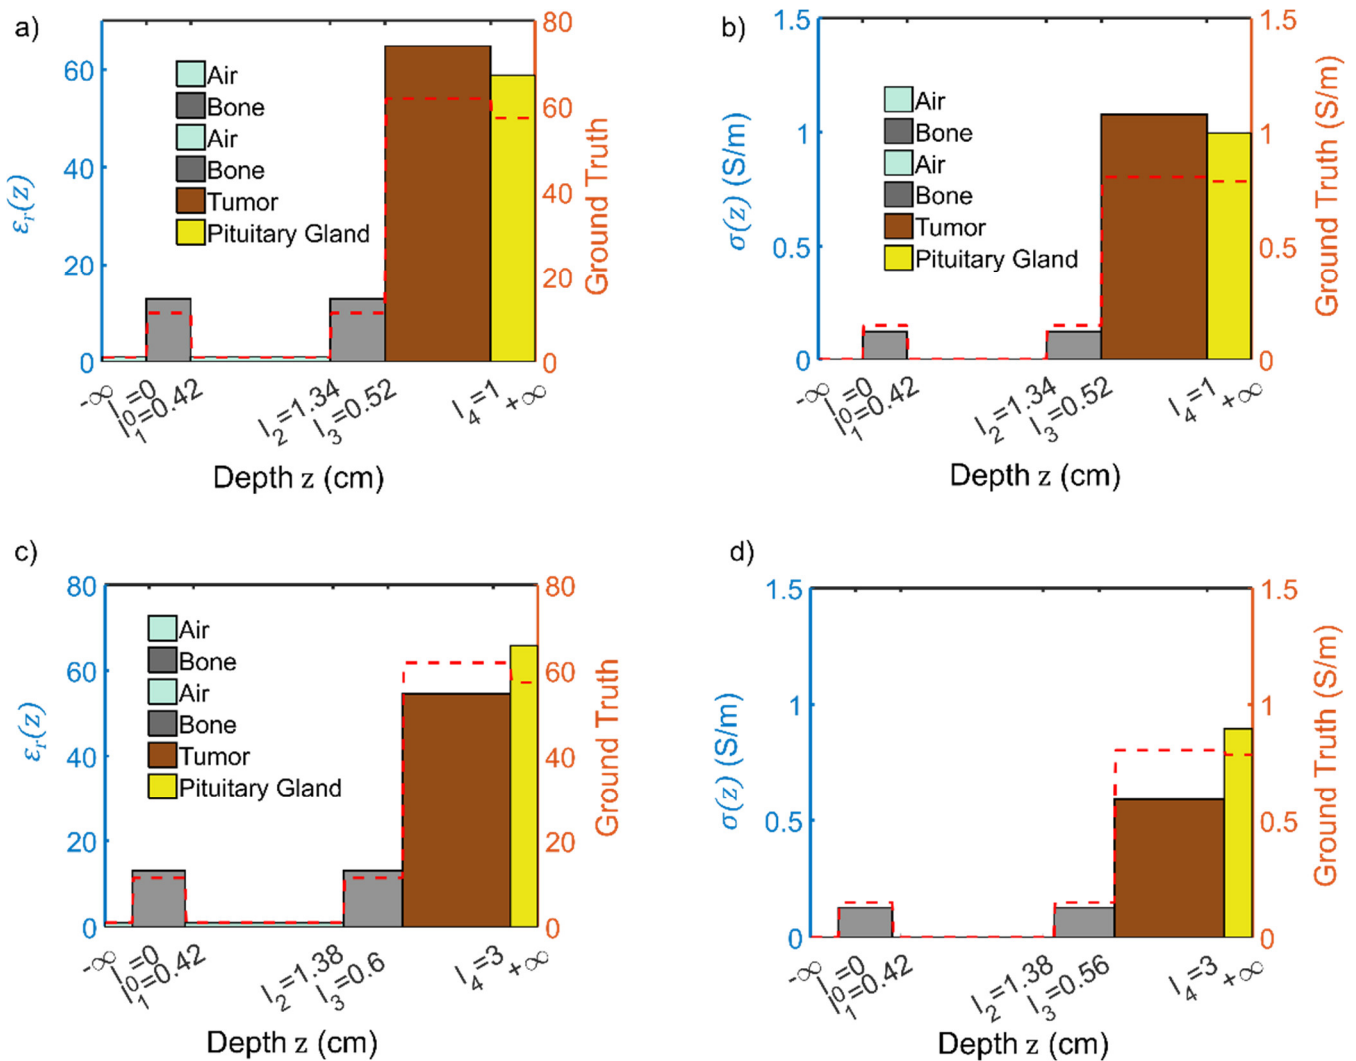 a)
εr(z)
60
40
20
0
Air
Bone
Air
Bone
Tumor
Pituitary Gland
80
60
40
20
0
Ground Truth
-∞
l0=0
l1=0.42
l2=1.34
l3=0.52
l4=1
+∞
Depth z (cm)
b)
σ(z) (S/m)
1.5
1
0.5
0
Air
Bone
Air
Bone
Tumor
Pituitary Gland
1.5
1
0.5
0
Ground Truth (S/m)
-∞
l0=0
l1=0.42
l2=1.34
l3=0.52
l4=1
+∞
Depth z (cm)
c)
εr(z)
80
60
40
20
0
Air
Bone
Air
Bone
Tumor
Pituitary Gland
80
60
40
20
0
Ground Truth
-∞
l0=0
l1=0.42
l2=1.38
l3=0.6
l4=3
+∞
Depth z (cm)
d)
σ(z) (S/m)
1.5
1
0.5
0
1.5
1
0.5
0
Ground Truth (S/m)
-∞
l0=0
l1=0.42
l2=1.38
l3=0.56
l4=3
+∞
Depth z (cm)